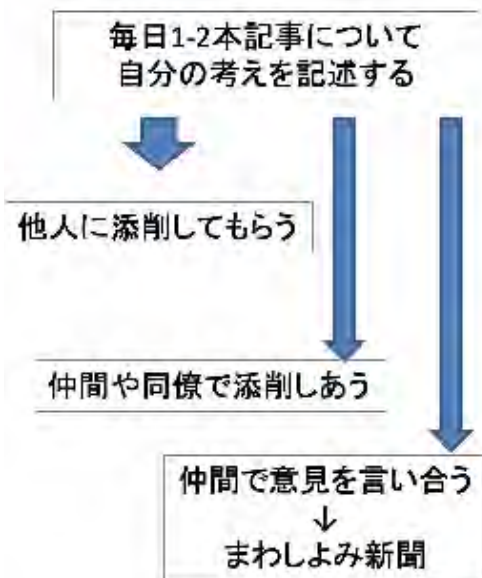 毎日1-2本記事について
自分の考えを記述する
他人に添削してもらう
仲間や同僚で添削しあう
仲間で意見を言い合う
↓
まわしよみ新聞